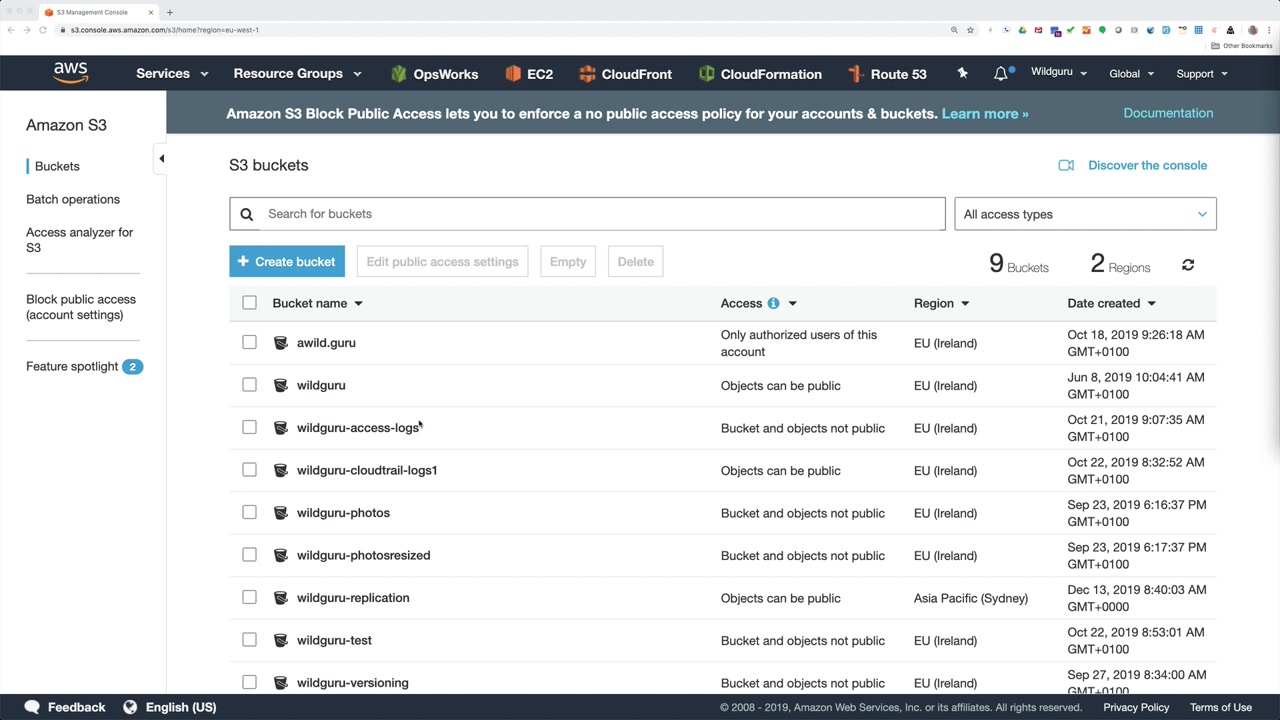 S3 Management Console
s3.console.aws.amazon.com/s3/home?region=eu-west-1
Other Bookmarks
aws
Services
Resource Groups
OpsWorks
EC2
CloudFront
CloudFormation
Route 53
Wildguru
Global
Support
Amazon S3 Block Public Access lets you to enforce a no public access policy for your accounts & buckets. Learn more »
Documentation
Amazon S3
Buckets
Batch operations
Access analyzer for
S3
Block public access
(account settings)
Feature spotlight 2
S3 buckets
Discover the console
Search for buckets
All access types
+ Create bucket
Edit public access settings
Empty
Delete
9 Buckets
2 Regions
Bucket name
Access
Region
Date created
awild.guru
Only authorized users of this
account
EU (Ireland)
Oct 18, 2019 9:26:18 AM
GMT+0100
wildguru
Objects can be public
EU (Ireland)
Jun 8, 2019 10:04:41 AM
GMT+0100
wildguru-access-logs
Bucket and objects not public
EU (Ireland)
Oct 21, 2019 9:07:35 AM
GMT+0100
wildguru-cloudtrail-logs1
Objects can be public
EU (Ireland)
Oct 22, 2019 8:32:52 AM
GMT+0100
wildguru-photos
Bucket and objects not public
EU (Ireland)
Sep 23, 2019 6:16:37 PM
GMT+0100
wildguru-photosresized
Bucket and objects not public
EU (Ireland)
Sep 23, 2019 6:17:37 PM
GMT+0100
wildguru-replication
Objects can be public
Asia Pacific (Sydney)
Dec 13, 2019 8:40:03 AM
GMT+0000
wildguru-test
Bucket and objects not public
EU (Ireland)
Oct 22, 2019 8:53:01 AM
GMT+0100
wildguru-versioning
Bucket and objects not public
EU (Ireland)
Sep 27, 2019 8:34:00 AM
GMT+0100
Feedback
English (US)
© 2008 - 2019, Amazon Web Services, Inc. or its affiliates. All rights reserved.
Privacy Policy
Terms of Use